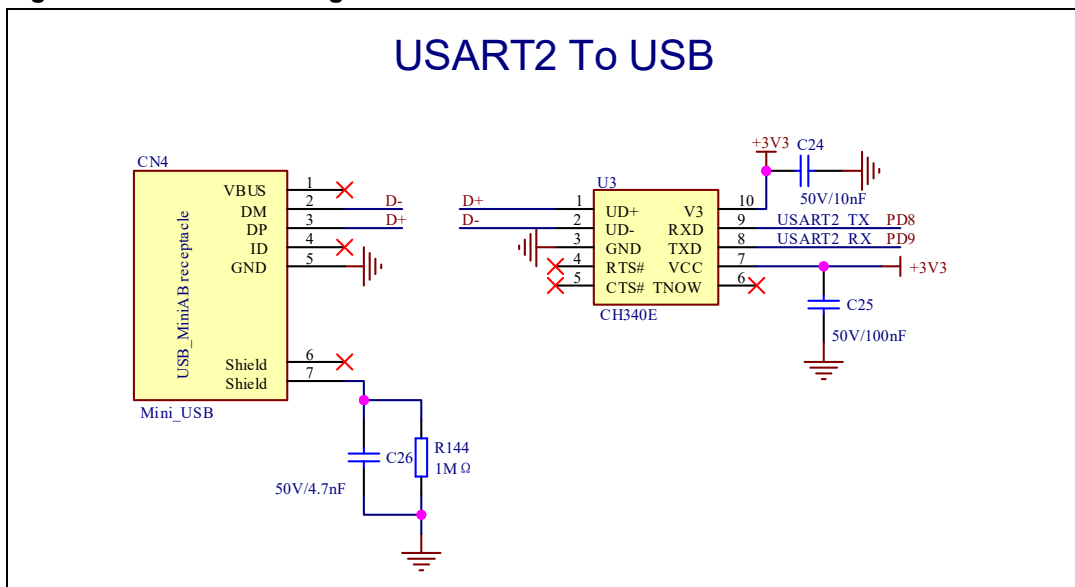 USART2 To USB
CN4
VBUS 1
DM 2 D-
DP 3 D+
ID 4
GND 5
USB_MiniAB receptacle
Shield 6
Shield 7
Mini_USB
C26
50V/4.7nF
R144
1MΩ
U3
D+ 1 UD+
D- 2 UD-
3 GND
4 RTS#
5 CTS#
V3 10
RXD 9 USART2_TX PD8
TXD 8 USART2_RX PD9
VCC 7 +3V3
TNOW 6
CH340E
+3V3
C24
50V/10nF
C25
50V/100nF